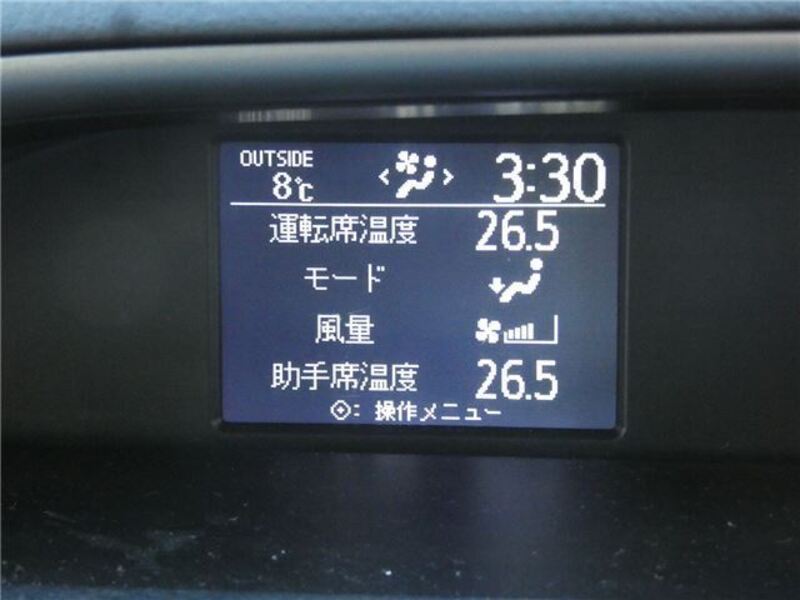 OUTSIDE
8℃ < > 3:30
運転席温度 26.5
モード
風量
助手席温度 26.5
: 操作メニュー